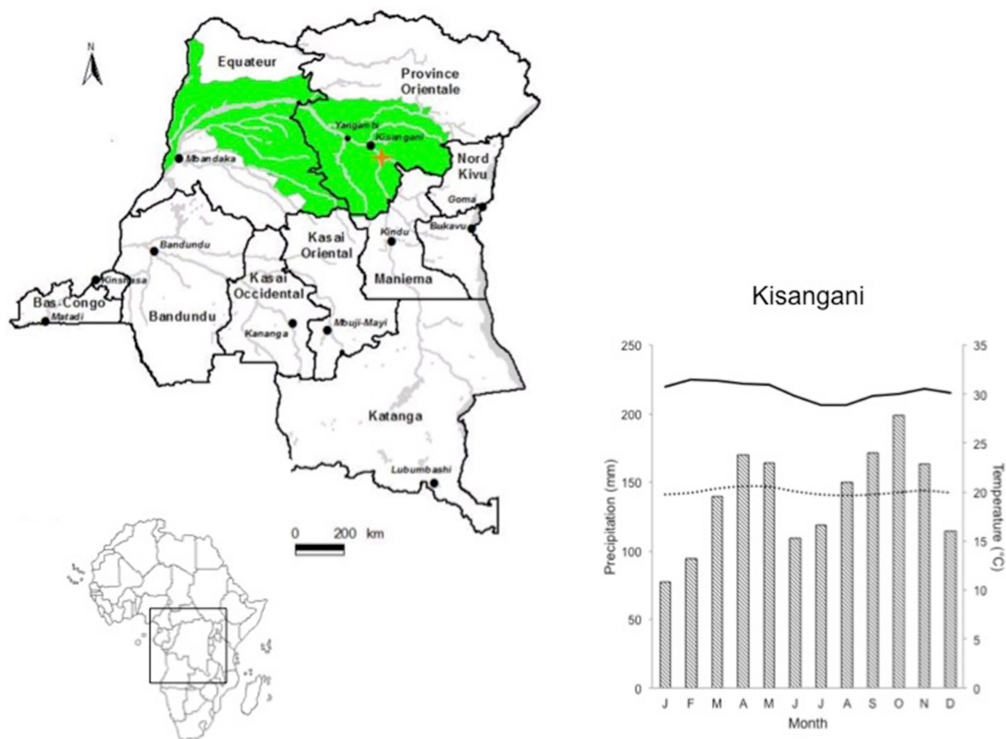 N
Equateur
Province
Orientale
Yangambi
Kisangani
Mbandaka
Nord
Kivu
Goma
Bukavu
Kindu
Kasai
Oriental
Maniema
Bandundu
Kinshasa
Kasai
Occidental
Bas-Congo
Matadi
Bandundu
Kananga
Mbuji-Mayi
Katanga
Lubumbashi
0 200 km
Kisangani
250 35
200 30
25
150 20
100 15
10
50 5
0 0
Precipitation (mm)
Temperature (°C)
J F M A M J J A S O N D
Month